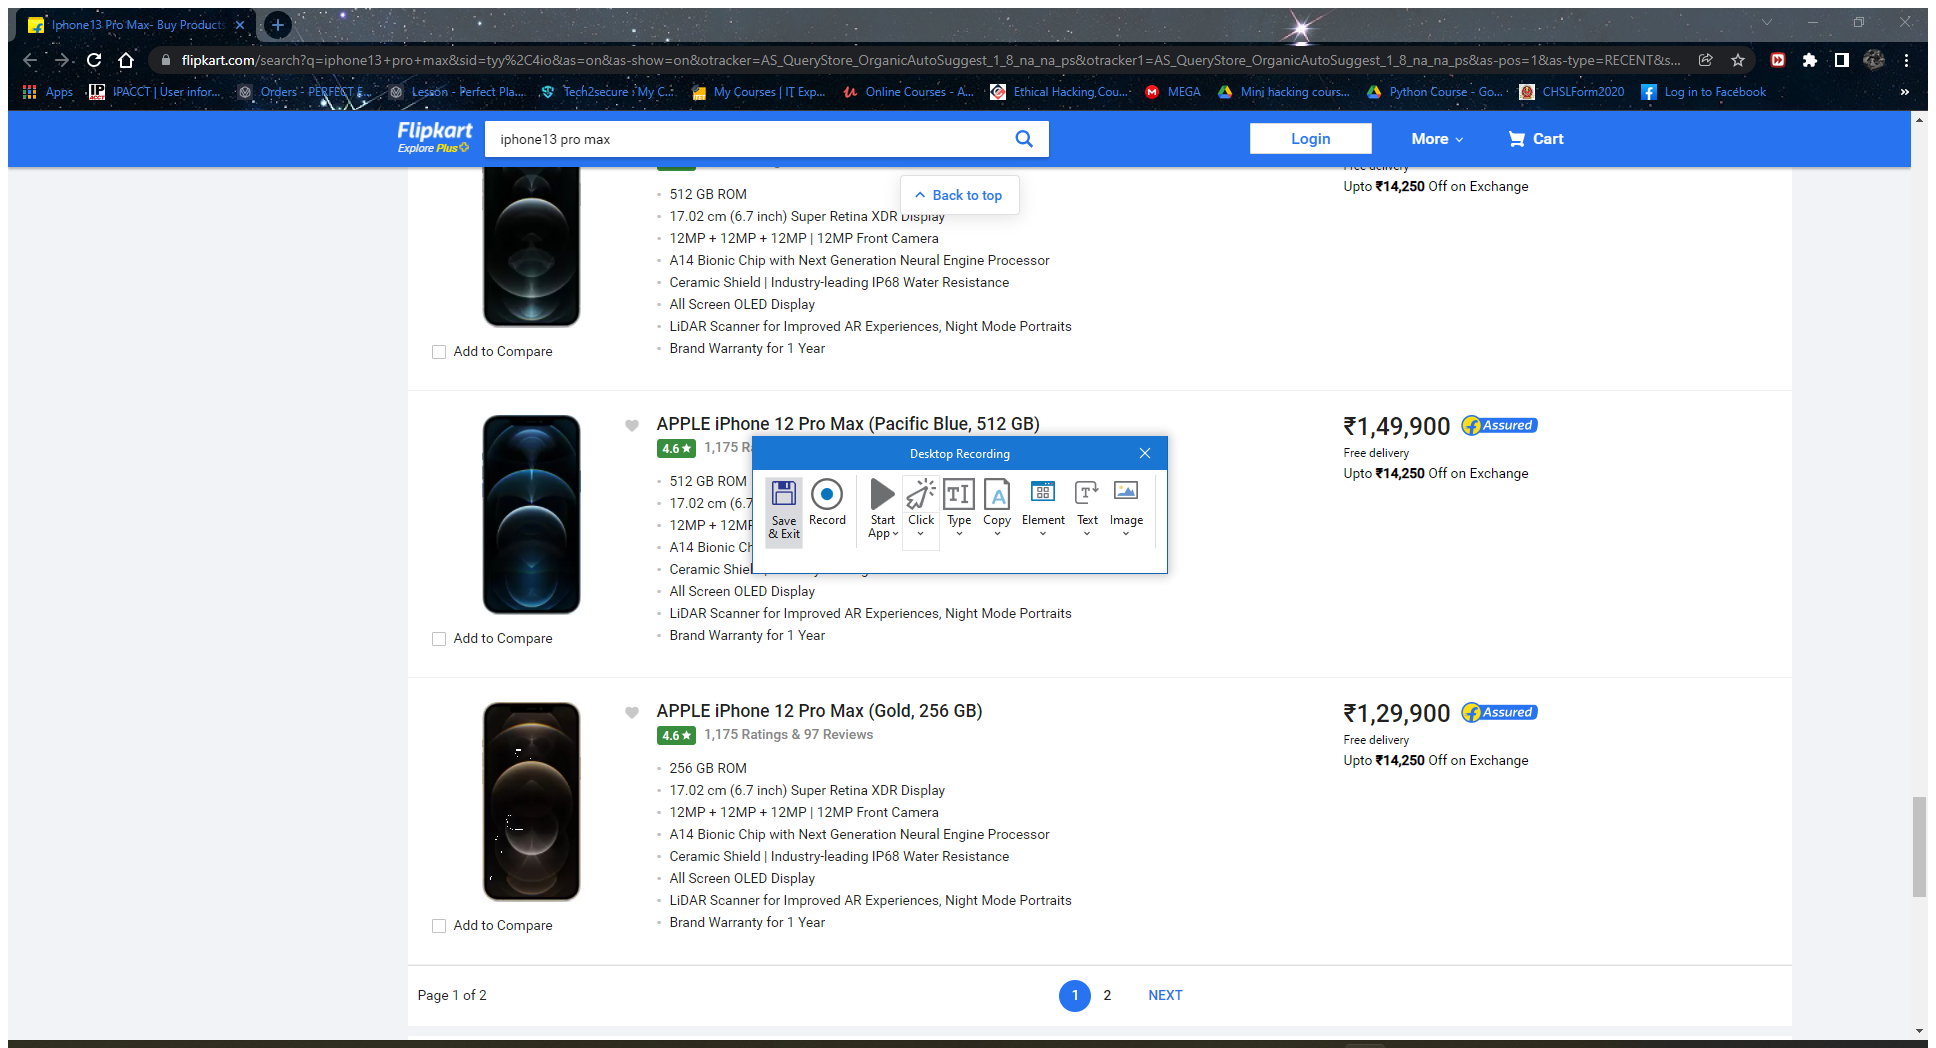 Iphone13 Pro Max- Buy Products
flipkart.com/search?q=iphone13+pro+max&sid=tyy%2C4io&as=on&as-show=on&otracker=AS_QueryStore_OrganicAutoSuggest_1_8_na_na_ps&otracker1=AS_QueryStore_OrganicAutoSuggest_1_8_na_na_ps&as-pos=1&as-type=RECENT&s...
Apps IPACCT | User infor... Orders - PERFECT E... Lesson - Perfect Pla... Tech2secure : My C... My Courses | IT Exp... Online Courses - A... Ethical Hacking Cou... MEGA Mini hacking cours... Python Course - Go... CHSLForm2020 Log in to Facebook »
Flipkart
Explore Plus
iphone13 pro max
Login
More
Cart
Free delivery
Upto ₹14,250 Off on Exchange
Back to top
512 GB ROM
17.02 cm (6.7 inch) Super Retina XDR Display
12MP + 12MP + 12MP | 12MP Front Camera
A14 Bionic Chip with Next Generation Neural Engine Processor
Ceramic Shield | Industry-leading IP68 Water Resistance
All Screen OLED Display
LiDAR Scanner for Improved AR Experiences, Night Mode Portraits
Brand Warranty for 1 Year
Add to Compare
APPLE iPhone 12 Pro Max (Pacific Blue, 512 GB)
4.6★ 1,175
₹1,49,900 Assured
Free delivery
Upto ₹14,250 Off on Exchange
512 GB ROM
17.02 cm (6.7
12MP + 12MP
A14 Bionic
Ceramic
All Screen OLED Display
LiDAR Scanner for Improved AR Experiences, Night Mode Portraits
Brand Warranty for 1 Year
Add to Compare
Desktop Recording
Save & Exit
Record
Start App
Click
Type
Copy
Element
Text
Image
APPLE iPhone 12 Pro Max (Gold, 256 GB)
4.6★ 1,175 Ratings & 97 Reviews
₹1,29,900 Assured
Free delivery
Upto ₹14,250 Off on Exchange
256 GB ROM
17.02 cm (6.7 inch) Super Retina XDR Display
12MP + 12MP + 12MP | 12MP Front Camera
A14 Bionic Chip with Next Generation Neural Engine Processor
Ceramic Shield | Industry-leading IP68 Water Resistance
All Screen OLED Display
LiDAR Scanner for Improved AR Experiences, Night Mode Portraits
Brand Warranty for 1 Year
Add to Compare
Page 1 of 2
1 2 NEXT